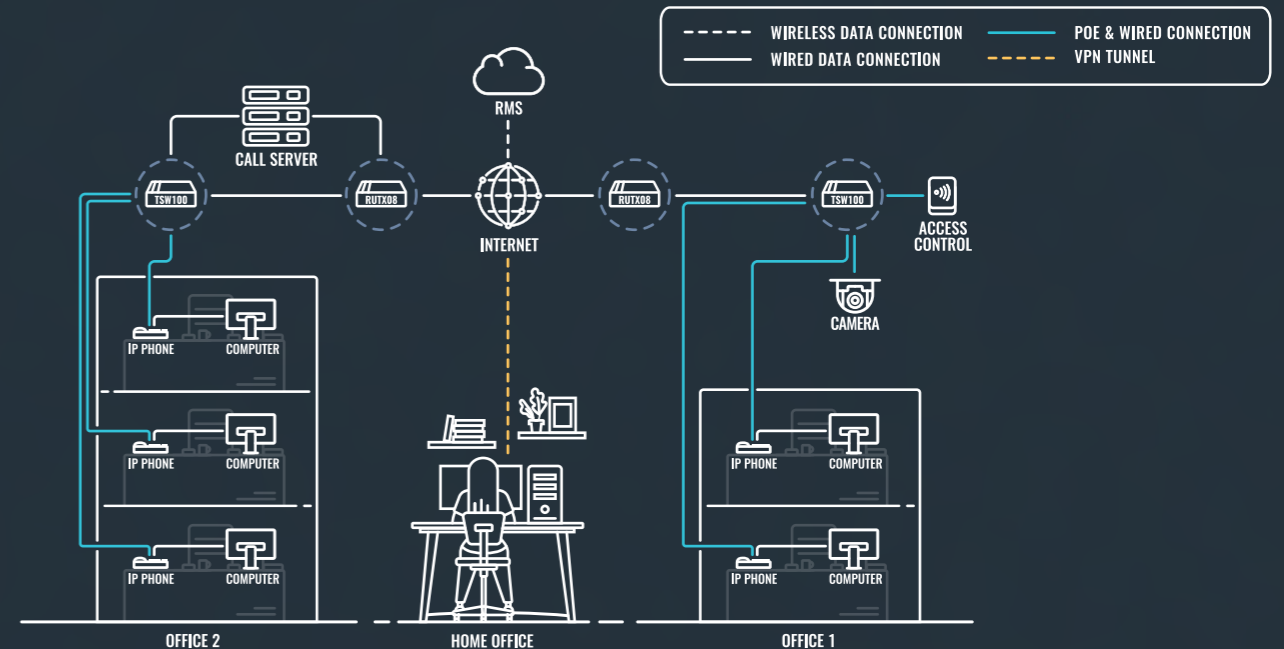 WIRELESS DATA CONNECTION
POE & WIRED CONNECTION
WIRED DATA CONNECTION
VPN TUNNEL
RMS
CALL SERVER
TSW100
RUTX08
INTERNET
RUTX08
TSW100
ACCESS
CONTROL
CAMERA
IP PHONE
COMPUTER
IP PHONE
COMPUTER
IP PHONE
COMPUTER
IP PHONE
COMPUTER
IP PHONE
COMPUTER
OFFICE 2
HOME OFFICE
OFFICE 1